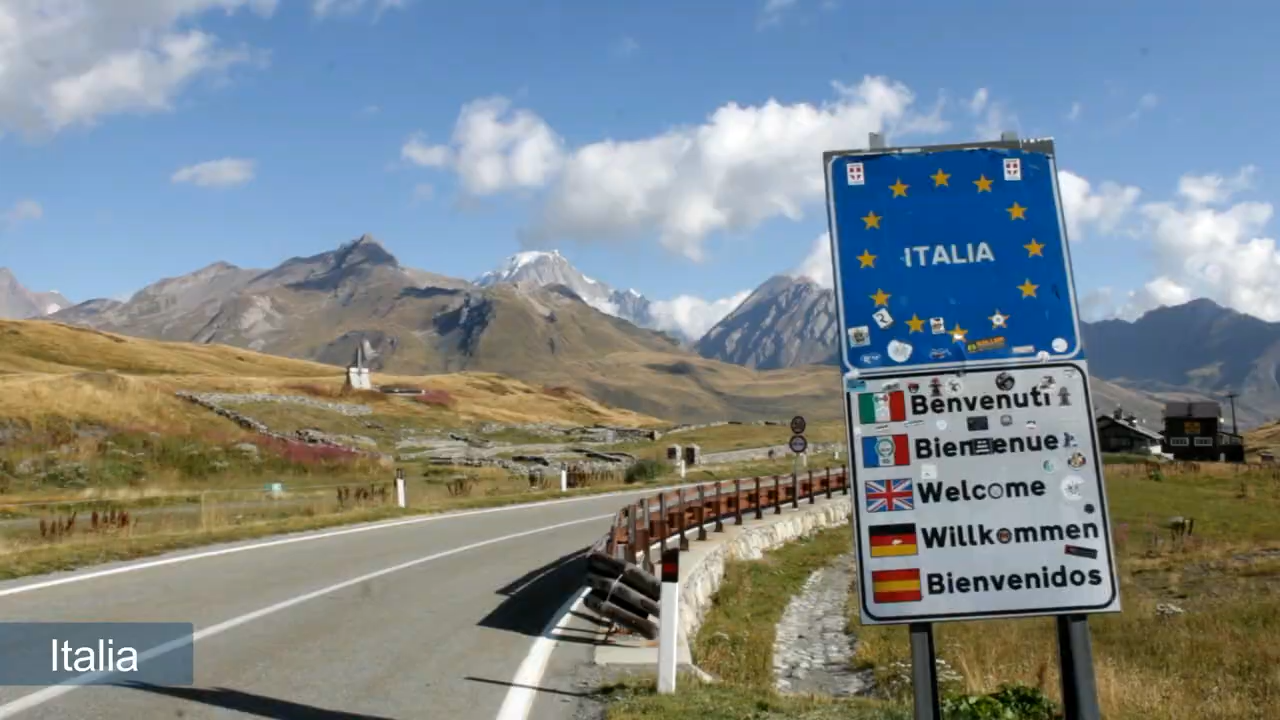 ITALIA
Benvenuti
Bienvenue
Welcome
Willkommen
Bienvenidos
Italia